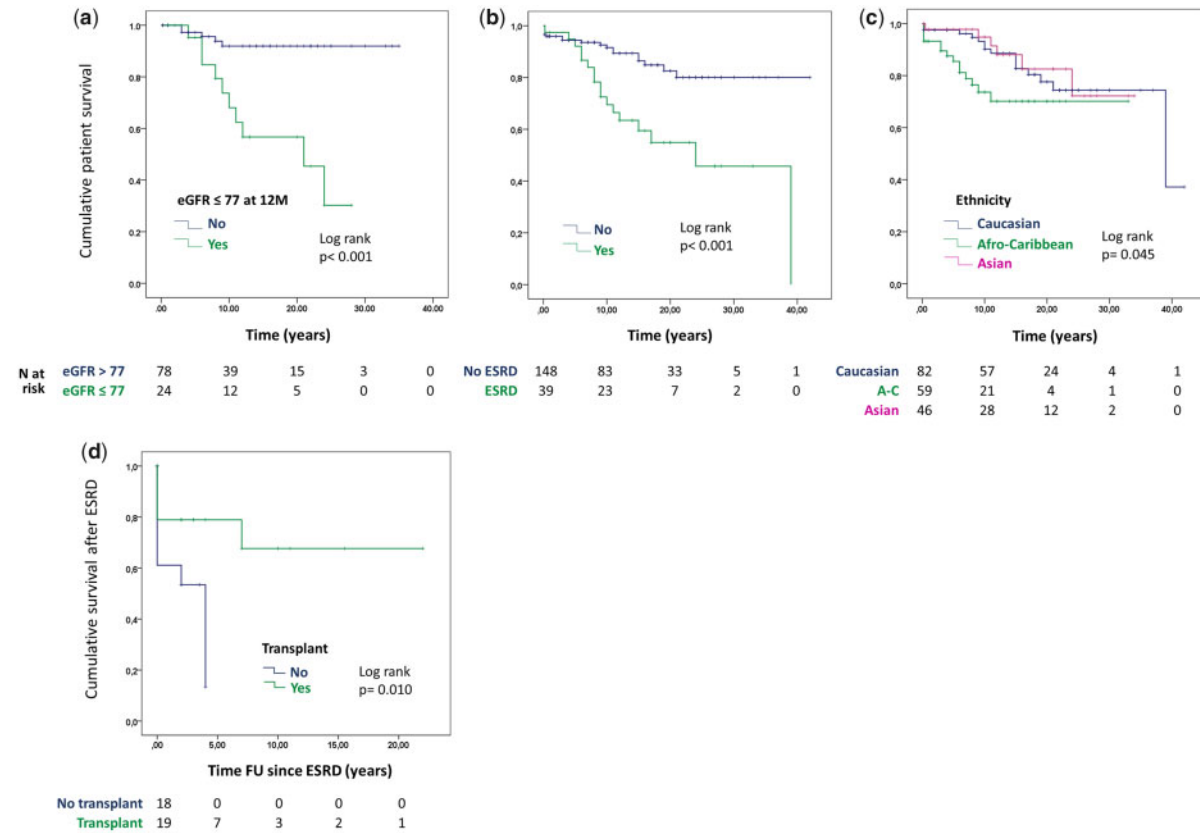 (a)
Cumulative patient survival
1,0
0,8
0,6
0,4
0,2
0,0
eGFR ≤ 77 at 12M
No
Yes
Log rank
p< 0.001
,00 10,00 20,00 30,00 40,00
Time (years)
N at risk
eGFR > 77 78 39 15 3 0
eGFR ≤ 77 24 12 5 0 0
(b)
1,0
0,8
0,6
0,4
0,2
0,0
No
Yes
Log rank
p< 0.001
,00 10,00 20,00 30,00 40,00
Time (years)
No ESRD 148 83 33 5 1
ESRD 39 23 7 2 0
(c)
1,0
0,8
0,6
0,4
0,2
0,0
Ethnicity
Caucasian
Afro-Caribbean
Asian
Log rank
p= 0.045
,00 10,00 20,00 30,00 40,00
Time (years)
Caucasian 82 57 24 4 1
A-C 59 21 4 1 0
Asian 46 28 12 2 0
(d)
Cumulative survival after ESRD
1,0
0,8
0,6
0,4
0,2
0,0
Transplant
No
Yes
Log rank
p= 0.010
,00 5,00 10,00 15,00 20,00
Time FU since ESRD (years)
No transplant 18 0 0 0 0
Transplant 19 7 3 2 1